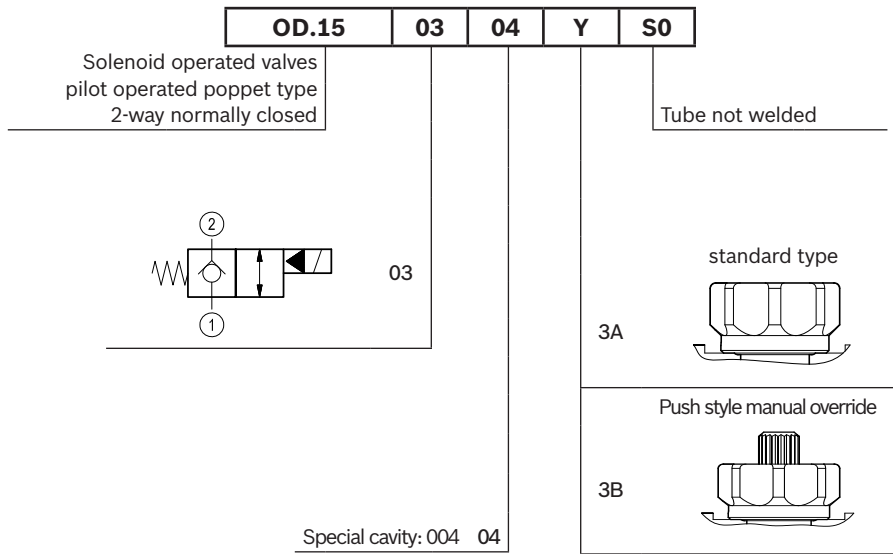 OD.15 03 04 Y S0
Solenoid operated valves
pilot operated poppet type
2-way normally closed
Tube not welded
2
1
03
standard type
3A
Push style manual override
3B
Special cavity: 004 04